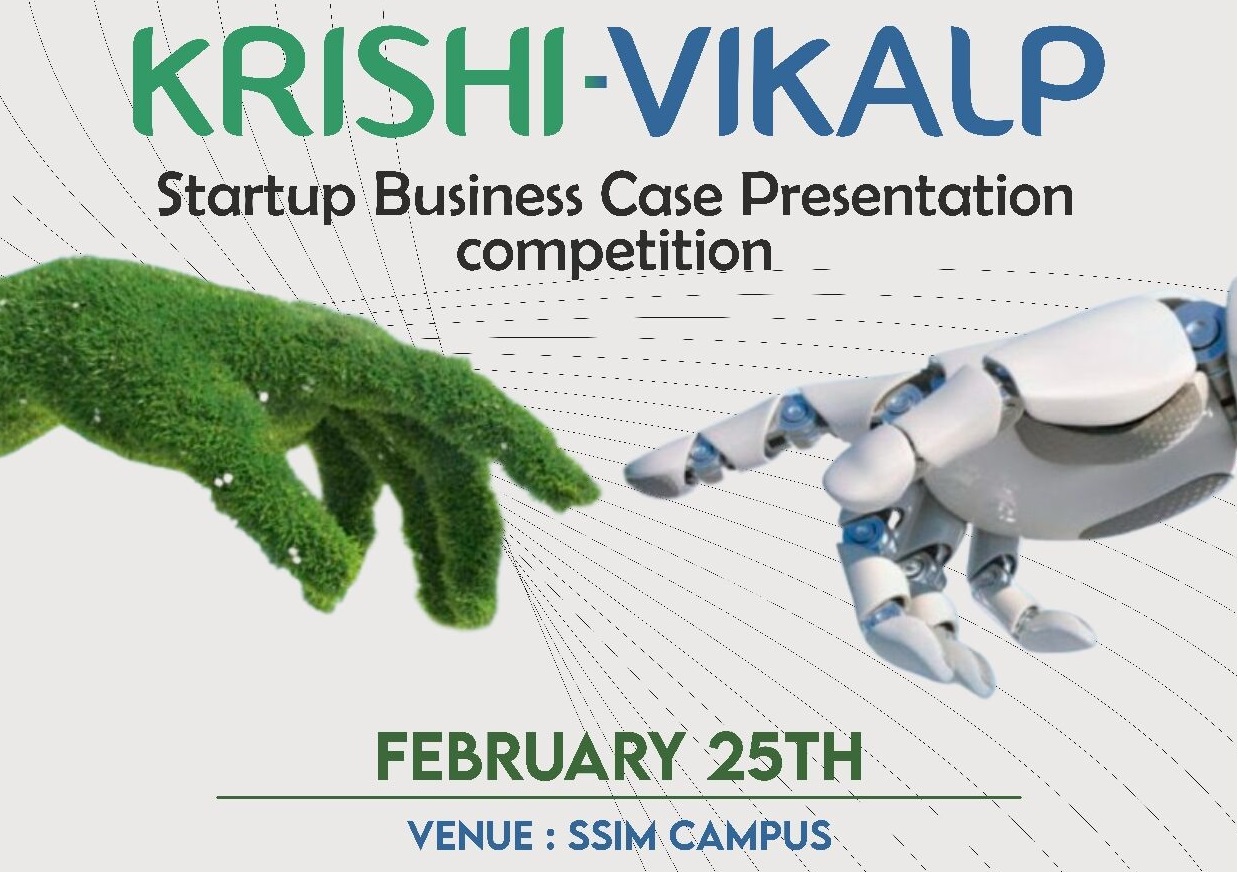 KRISHI-VIKALP
Startup Business Case Presentation
competition
FEBRUARY 25TH
VENUE : SSIM CAMPUS